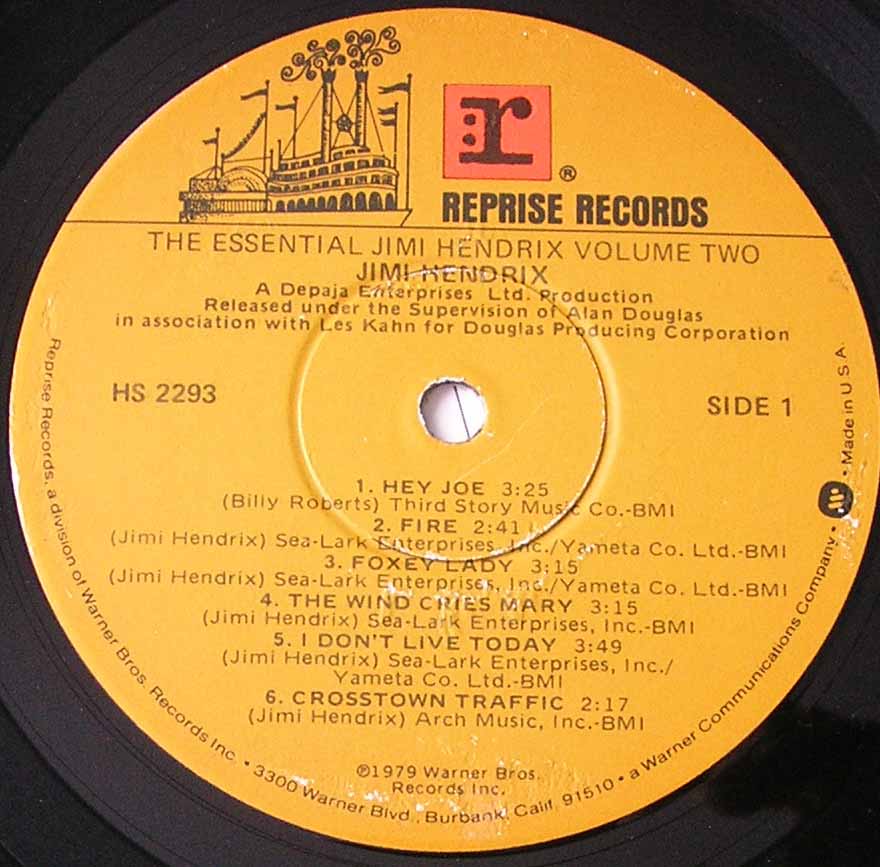 r
®
REPRISE RECORDS
THE ESSENTIAL JIMI HENDRIX VOLUME TWO
JIMI HENDRIX
A Depaja Enterprises Ltd. Production
Released under the Supervision of Alan Douglas
in association with Les Kahn for Douglas Producing Corporation
HS 2293
SIDE 1
1. HEY JOE 3:25
(Billy Roberts) Third Story Music Co.-BMI
2. FIRE 2:41
(Jimi Hendrix) Sea-Lark Enterprises, Inc./Yameta Co. Ltd.-BMI
3. FOXEY LADY 3:15
(Jimi Hendrix) Sea-Lark Enterprises, Inc./Yameta Co. Ltd.-BMI
4. THE WIND CRIES MARY 3:15
(Jimi Hendrix) Sea-Lark Enterprises, Inc.-BMI
5. I DON'T LIVE TODAY 3:49
(Jimi Hendrix) Sea-Lark Enterprises, Inc./
Yameta Co. Ltd.-BMI
6. CROSSTOWN TRAFFIC 2:17
(Jimi Hendrix) Arch Music, Inc.-BMI
℗1979 Warner Bros.
Records Inc.
Reprise Records, a division of Warner Bros. Records Inc. • 3300 Warner Blvd., Burbank, Calif. 91510 • a Warner Communications Company. • Made in U.S.A.